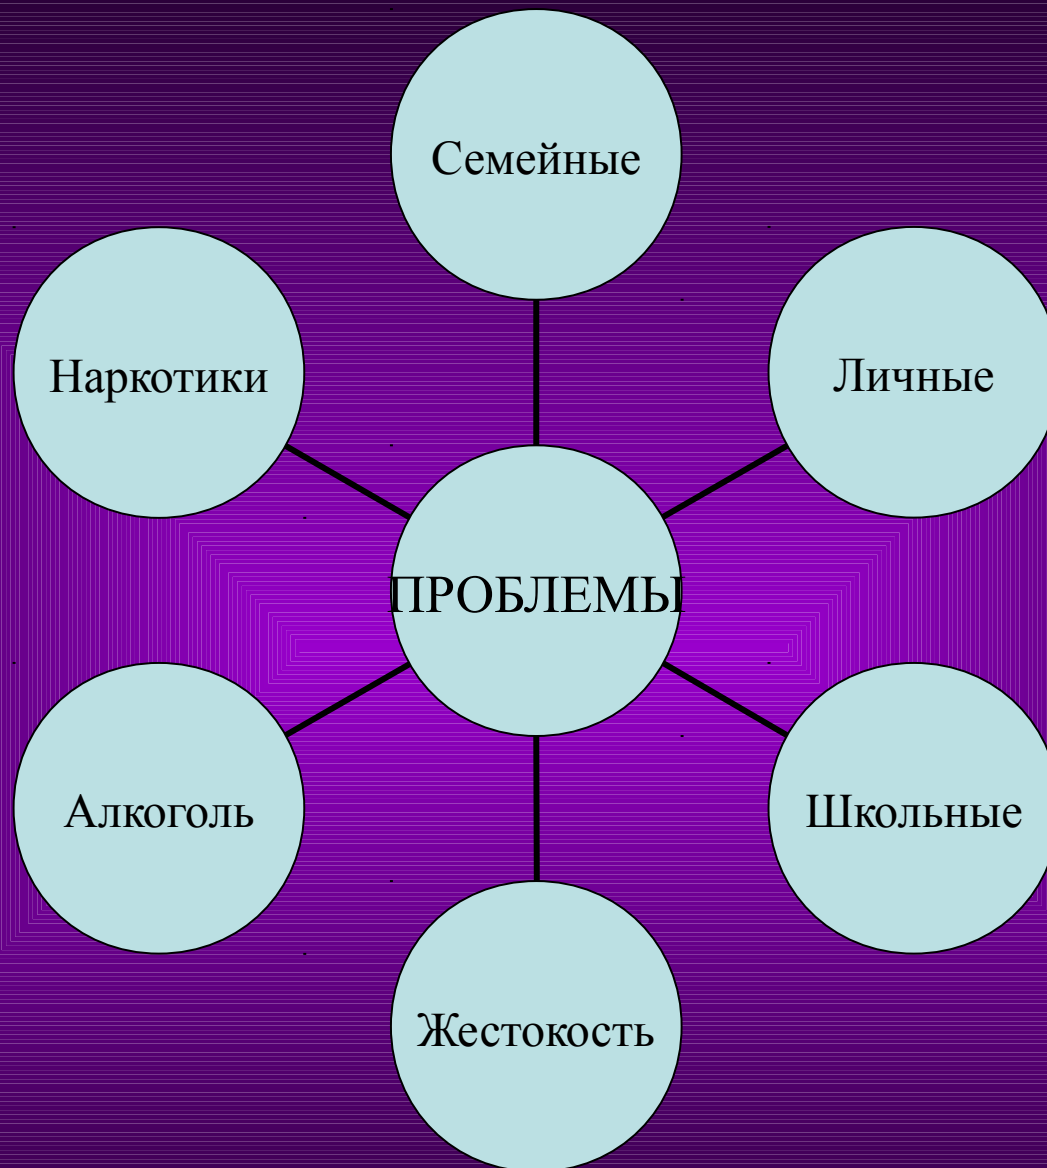 Семейные
Наркотики
Личные
ПРОБЛЕМЫ
Алкоголь
Школьные
Жестокость